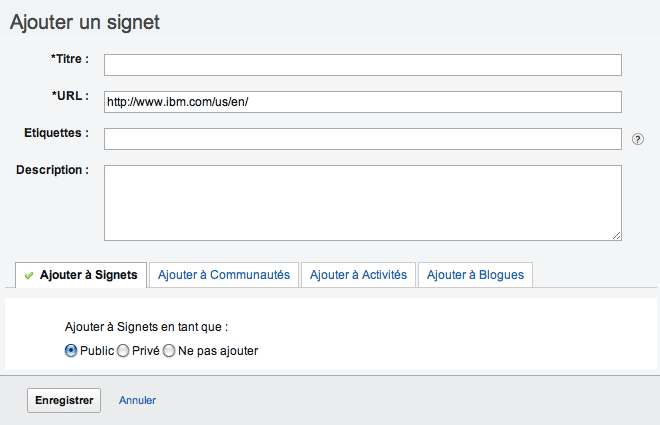 Ajouter un signet
*Titre :
*URL : http://www.ibm.com/us/en/
Etiquettes : ?
Description :
Ajouter à Signets Ajouter à Communautés Ajouter à Activités Ajouter à Blogues
Ajouter à Signets en tant que :
Public Privé Ne pas ajouter
Enregistrer Annuler